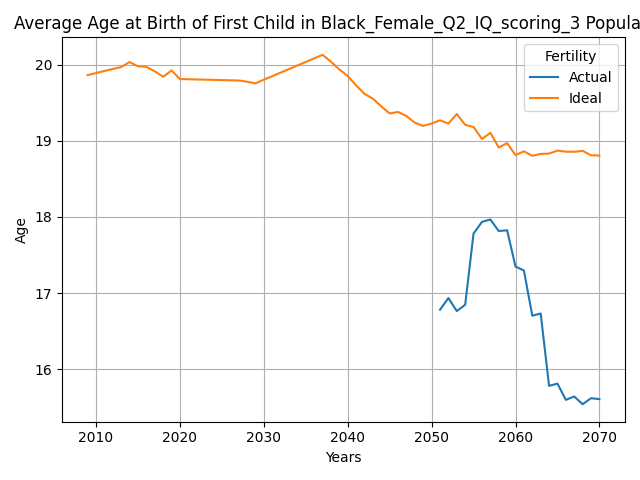 Average Age at Birth of First Child in Black_Female_Q2_IQ_scoring_3 Popula
Fertility
Actual
Ideal
20
19
18
17
16
Age
2010 2020 2030 2040 2050 2060 2070
Years